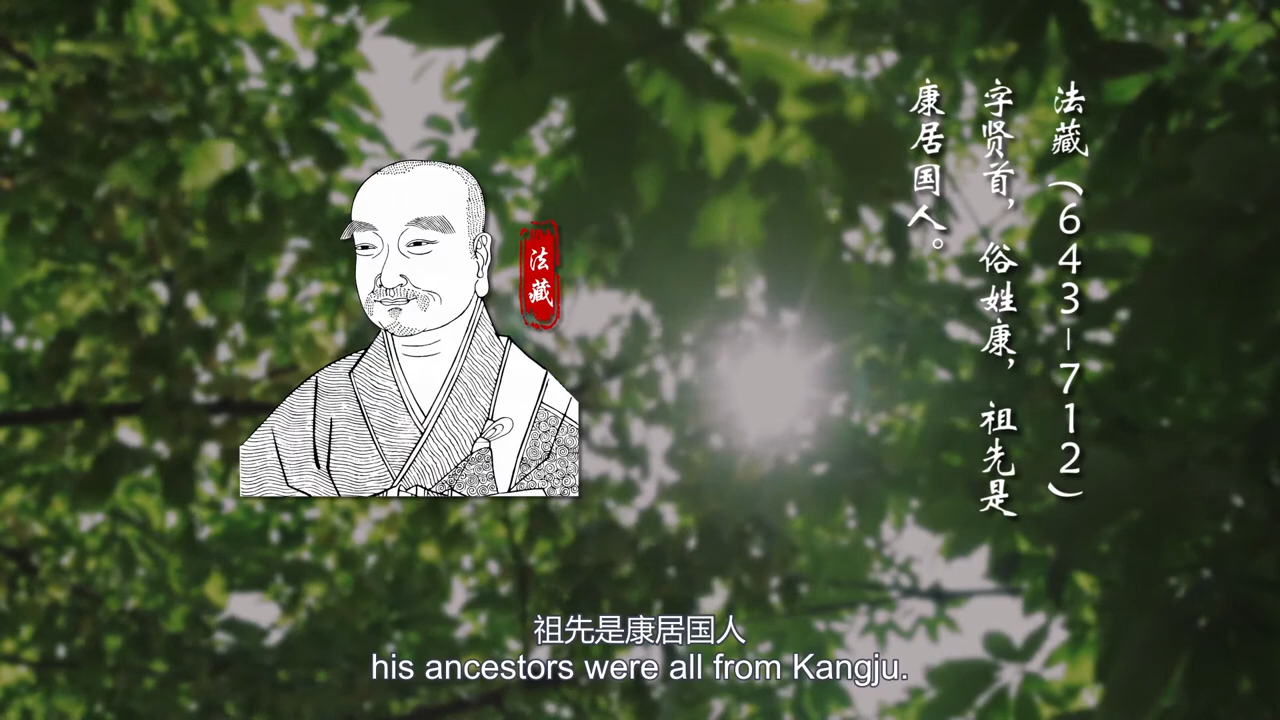 法藏（643-712）
字贤首，俗姓康，祖先是
康居国人。
法藏
祖先是康居国人
his ancestors were all from Kangju.